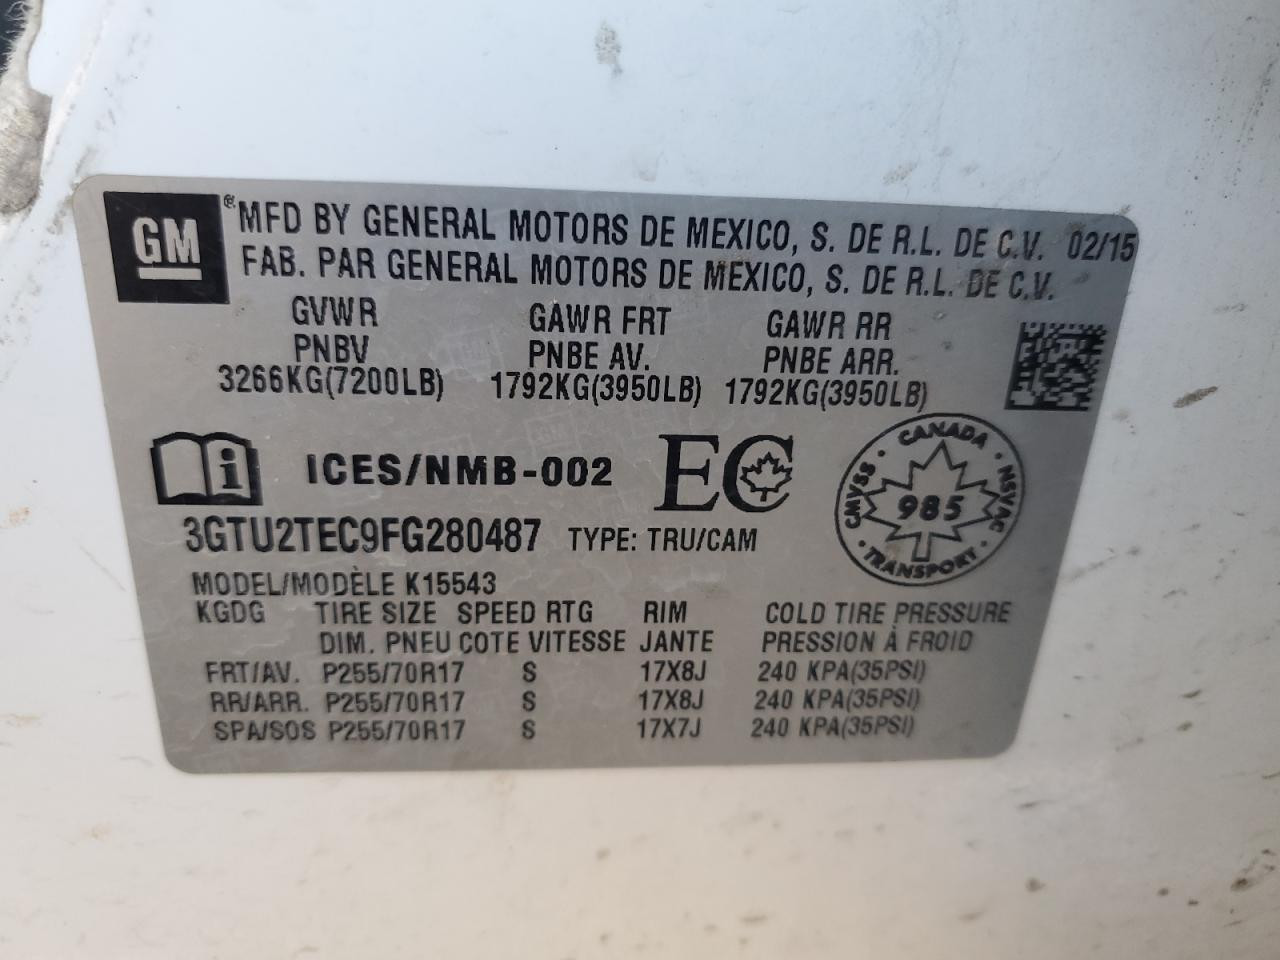 GM
® MFD BY GENERAL MOTORS DE MEXICO, S. DE R.L. DE C.V. 02/15
FAB. PAR GENERAL MOTORS DE MEXICO, S. DE R.L. DE C.V.
GVWR GAWR FRT GAWR RR
PNBV PNBE AV. PNBE ARR.
3266KG(7200LB) 1792KG(3950LB) 1792KG(3950LB)
i ICES/NMB-002 EC
CANADA
CMVSS 985 NSVAC
TRANSPORT
3GTU2TEC9FG280487 TYPE: TRU/CAM
MODEL/MODÈLE K15543
KGDG TIRE SIZE SPEED RTG RIM COLD TIRE PRESSURE
DIM. PNEU COTE VITESSE JANTE PRESSION À FROID
FRT/AV. P255/70R17 S 17X8J 240 KPA(35PSI)
RR/ARR. P255/70R17 S 17X8J 240 KPA(35PSI)
SPA/SOS P255/70R17 S 17X7J 240 KPA(35PSI)